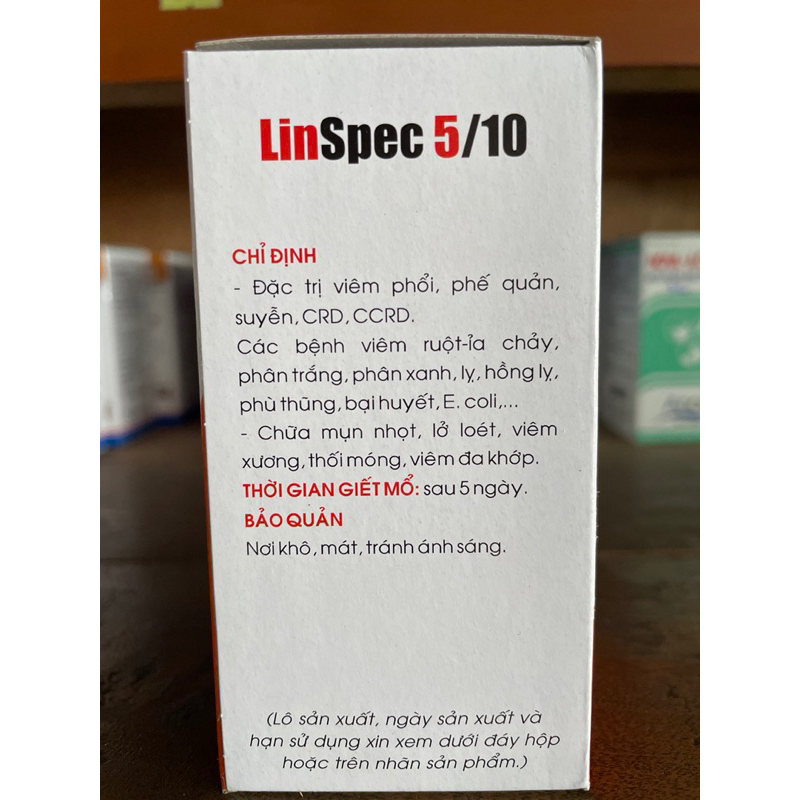 LinSpec 5/10
CHỈ ĐỊNH
- Đặc trị viêm phổi, phế quản,
suyễn, CRD, CCRD.
Các bệnh viêm ruột-ỉa chảy,
phân trắng, phân xanh, lỵ, hồng lỵ,
phù thũng, bại huyết, E. coli,...
- Chữa mụn nhọt, lở loét, viêm
xương, thối móng, viêm đa khớp.
THỜI GIAN GIẾT MỔ: sau 5 ngày.
BẢO QUẢN
Nơi khô, mát, tránh ánh sáng.
(Lô sản xuất, ngày sản xuất và
hạn sử dụng xin xem dưới đáy hộp
hoặc trên nhãn sản phẩm.)